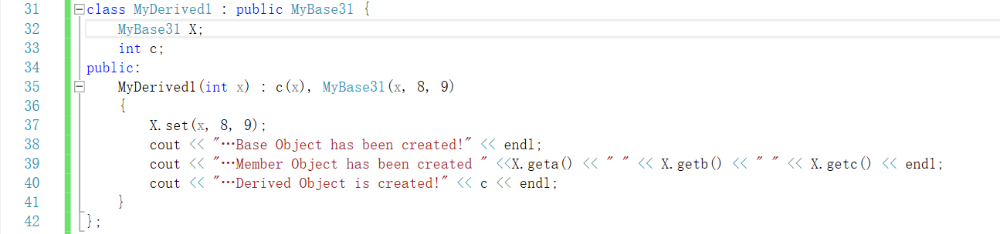 31 class MyDerived1 : public MyBase31 {
32 MyBase31 X;
33 int c;
34 public:
35 MyDerived1(int x) : c(x), MyBase31(x, 8, 9)
36 {
37 X.set(x, 8, 9);
38 cout << "…Base Object has been created!" << endl;
39 cout << "…Member Object has been created " <<X.geta() << " " << X.getb() << " " << X.getc() << endl;
40 cout << "…Derived Object is created!" << c << endl;
41 }
42 };